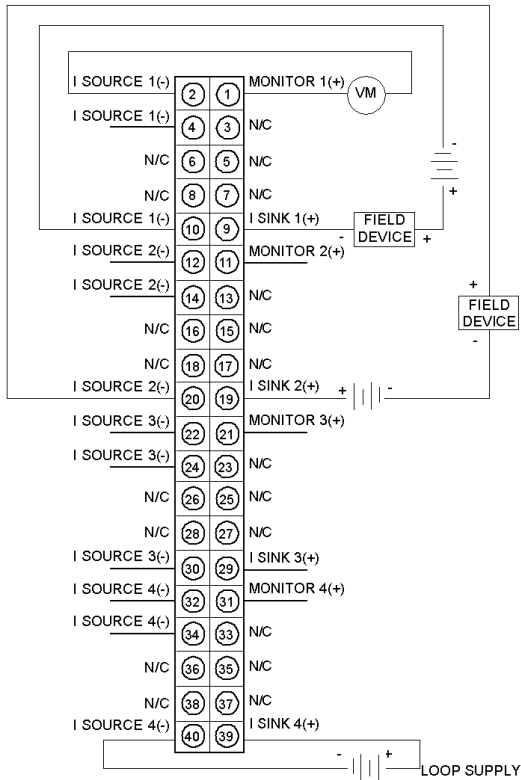 I SOURCE 1(-) 2 1 MONITOR 1(+) VM
I SOURCE 1(-) 4 3 N/C
N/C 6 5 N/C
-
+
N/C 8 7 N/C
I SOURCE 1(-) 10 9 I SINK 1(+)
- FIELD DEVICE +
I SOURCE 2(-) 12 11 MONITOR 2(+)
I SOURCE 2(-) 14 13 N/C
+
FIELD DEVICE
-
N/C 16 15 N/C
N/C 18 17 N/C
I SOURCE 2(-) 20 19 I SINK 2(+) + -
I SOURCE 3(-) 22 21 MONITOR 3(+)
I SOURCE 3(-) 24 23 N/C
N/C 26 25 N/C
N/C 28 27 N/C
I SOURCE 3(-) 30 29 I SINK 3(+)
I SOURCE 4(-) 32 31 MONITOR 4(+)
I SOURCE 4(-) 34 33 N/C
N/C 36 35 N/C
N/C 38 37 N/C
I SOURCE 4(-) 40 39 I SINK 4(+)
- + LOOP SUPPLY